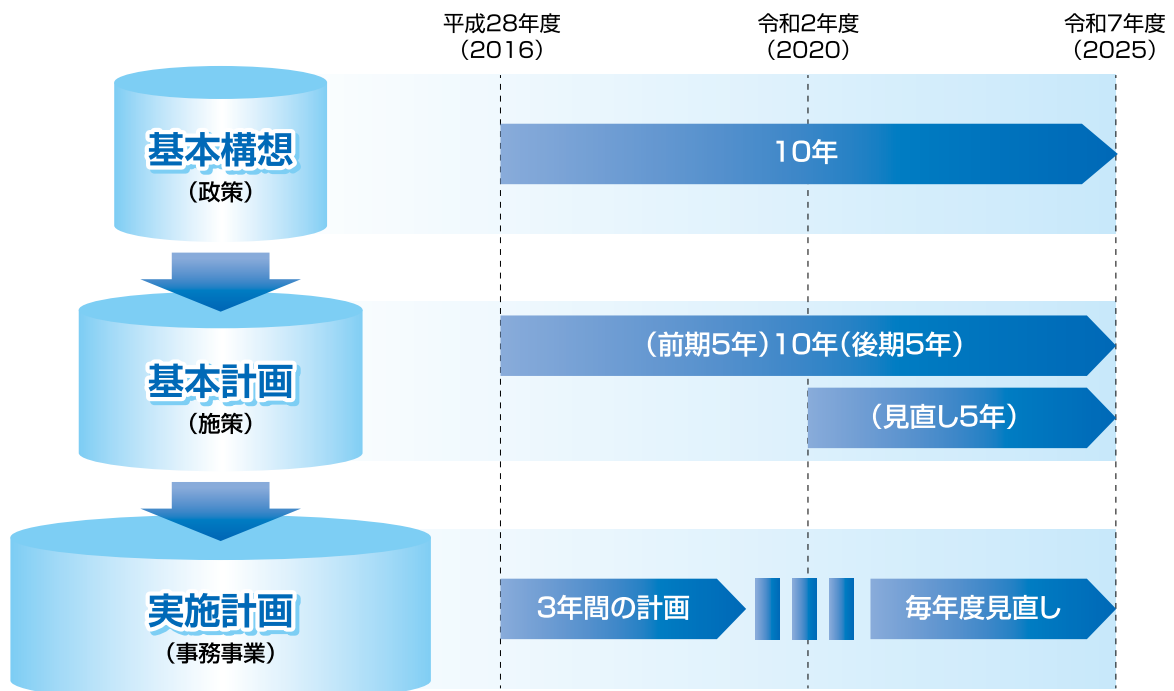 平成28年度
（2016）
令和2年度
（2020）
令和7年度
（2025）
基本構想
（政策）
10年
基本計画
（施策）
（前期5年）10年（後期5年）
（見直し5年）
実施計画
（事務事業）
3年間の計画
毎年度見直し